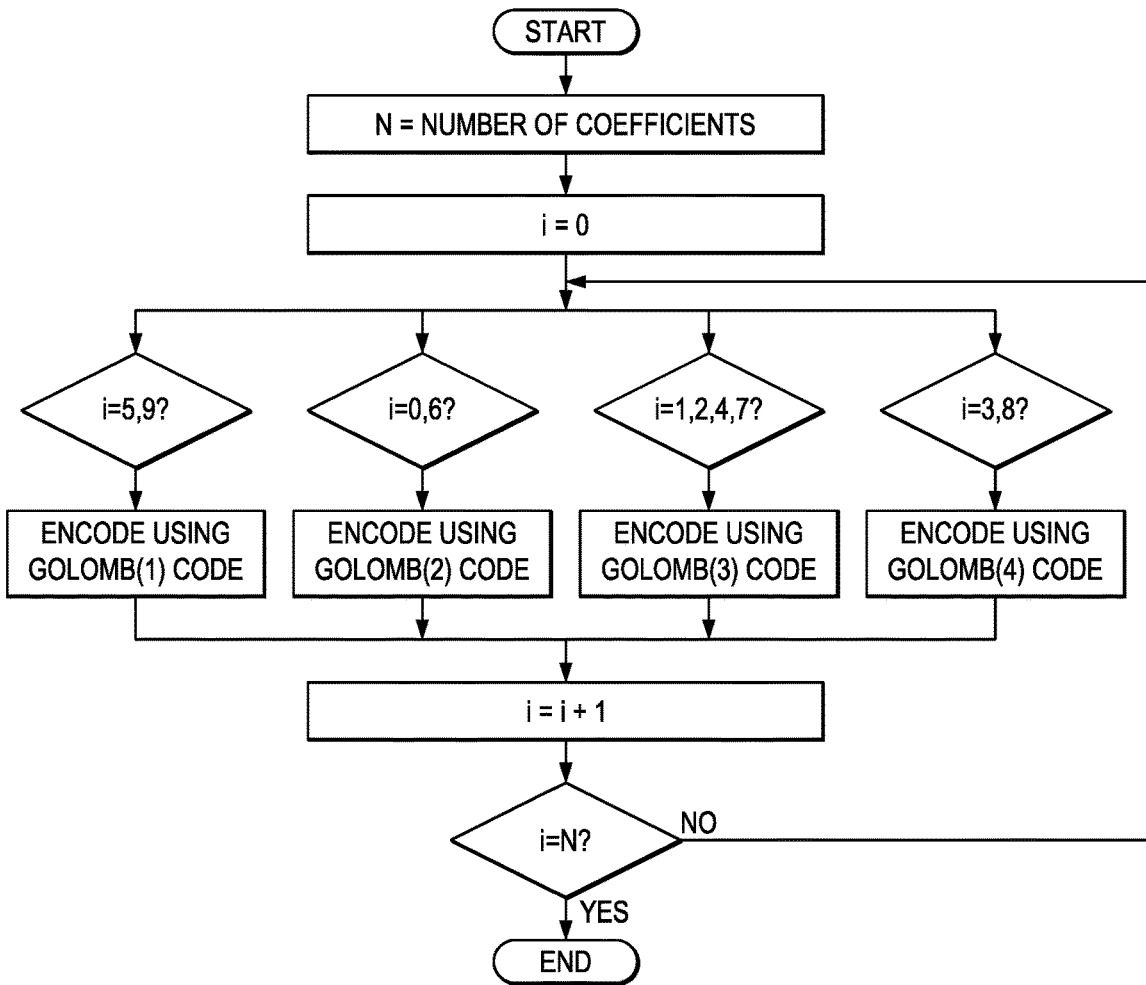 START
N = NUMBER OF COEFFICIENTS
i = 0
i=5,9?
i=0,6?
i=1,2,4,7?
i=3,8?
ENCODE USING
GOLOMB(1) CODE
ENCODE USING
GOLOMB(2) CODE
ENCODE USING
GOLOMB(3) CODE
ENCODE USING
GOLOMB(4) CODE
i = i + 1
i=N?
NO
YES
END